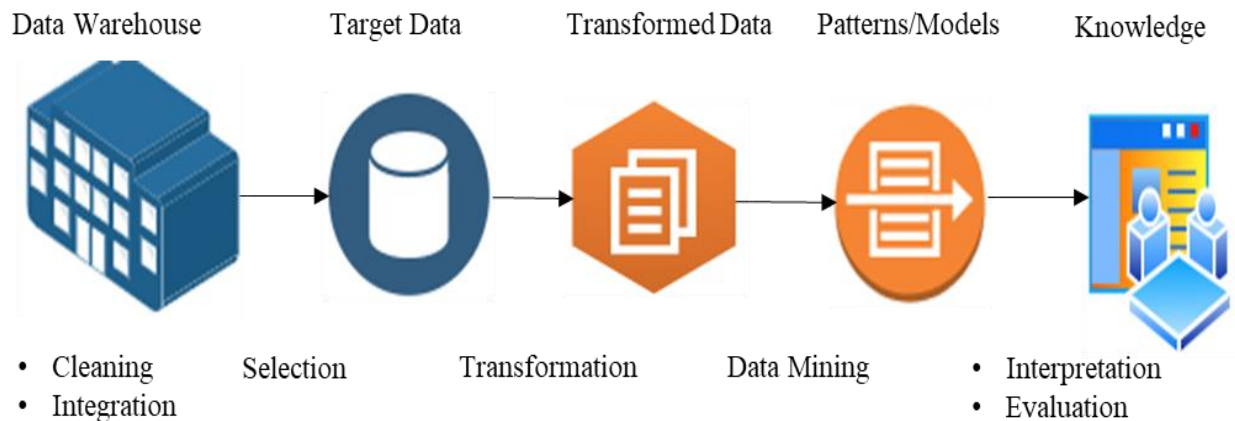 Data Warehouse
Target Data
Transformed Data
Patterns/Models
Knowledge
• Cleaning
• Integration
Selection
Transformation
Data Mining
• Interpretation
• Evaluation